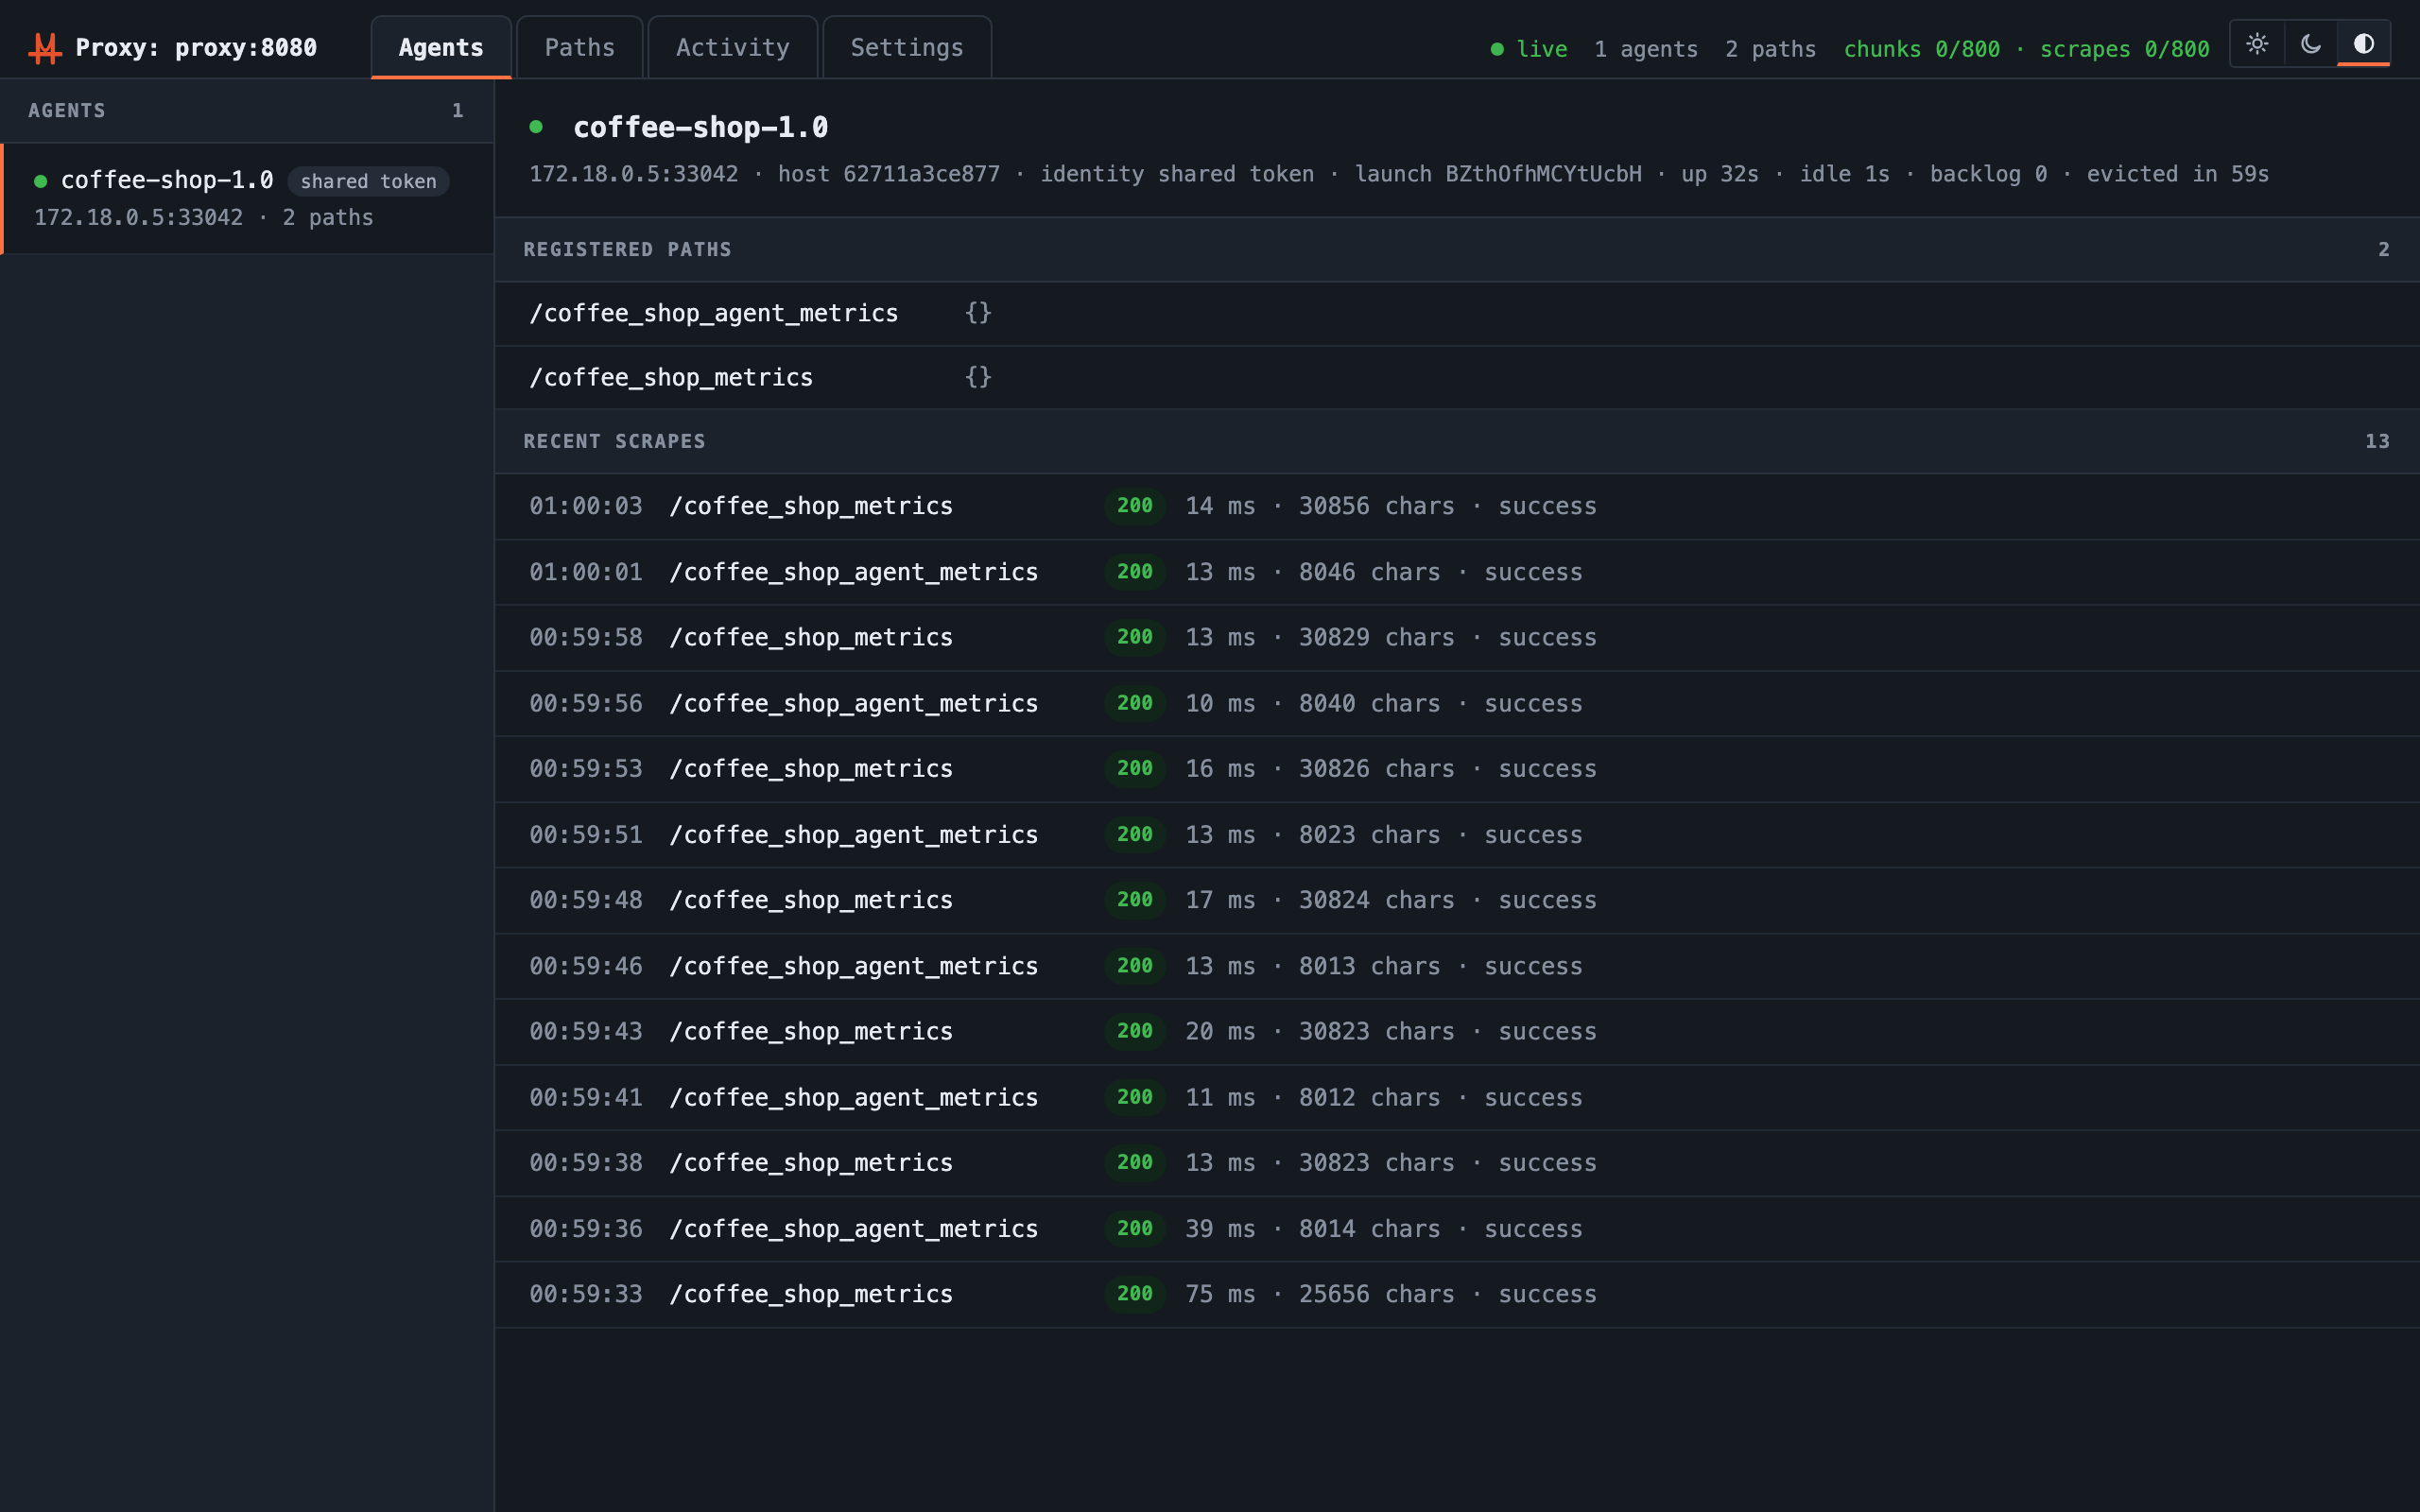 Proxy: proxy:8080 Agents Paths Activity Settings live 1 agents 2 paths chunks 0/800 · scrapes 0/800
AGENTS 1
coffee-shop-1.0 shared token
172.18.0.5:33042 · 2 paths
coffee-shop-1.0
172.18.0.5:33042 · host 62711a3ce877 · identity shared token · launch BZthOfhMCYtUcbH · up 32s · idle 1s · backlog 0 · evicted in 59s
REGISTERED PATHS 2
/coffee_shop_agent_metrics {}
/coffee_shop_metrics {}
RECENT SCRAPES 13
01:00:03 /coffee_shop_metrics 200 14 ms · 30856 chars · success
01:00:01 /coffee_shop_agent_metrics 200 13 ms · 8046 chars · success
00:59:58 /coffee_shop_metrics 200 13 ms · 30829 chars · success
00:59:56 /coffee_shop_agent_metrics 200 10 ms · 8040 chars · success
00:59:53 /coffee_shop_metrics 200 16 ms · 30826 chars · success
00:59:51 /coffee_shop_agent_metrics 200 13 ms · 8023 chars · success
00:59:48 /coffee_shop_metrics 200 17 ms · 30824 chars · success
00:59:46 /coffee_shop_agent_metrics 200 13 ms · 8013 chars · success
00:59:43 /coffee_shop_metrics 200 20 ms · 30823 chars · success
00:59:41 /coffee_shop_agent_metrics 200 11 ms · 8012 chars · success
00:59:38 /coffee_shop_metrics 200 13 ms · 30823 chars · success
00:59:36 /coffee_shop_agent_metrics 200 39 ms · 8014 chars · success
00:59:33 /coffee_shop_metrics 200 75 ms · 25656 chars · success